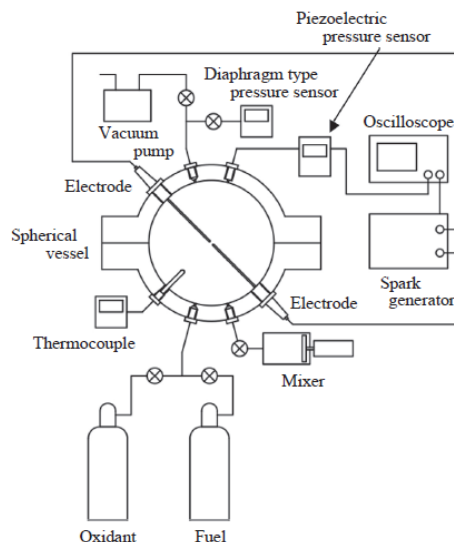 Piezoelectric
pressure sensor
Diaphragm type
pressure sensor
Oscilloscope
Vacuum
pump
Electrode
Spherical
vessel
Spark
generator
Electrode
Thermocouple
Mixer
Oxidant
Fuel